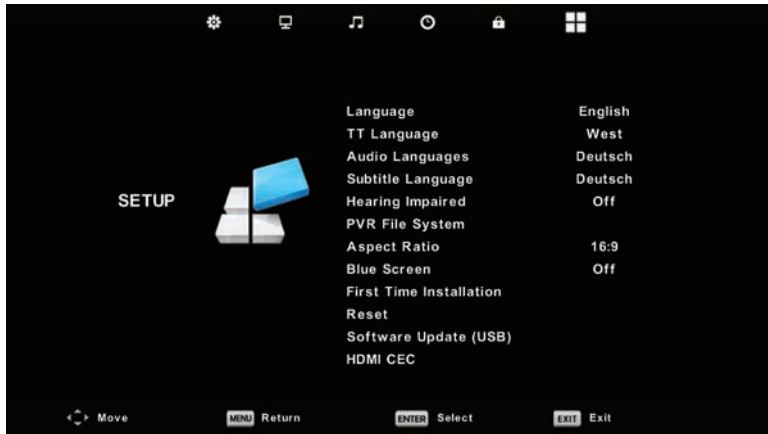 Language English
TT Language West
Audio Languages Deutsch
Subtitle Language Deutsch
SETUP
Hearing Impaired Off
PVR File System
Aspect Ratio 16:9
Blue Screen Off
First Time Installation
Reset
Software Update (USB)
HDMI CEC
Move MENU Return ENTER Select EXIT Exit